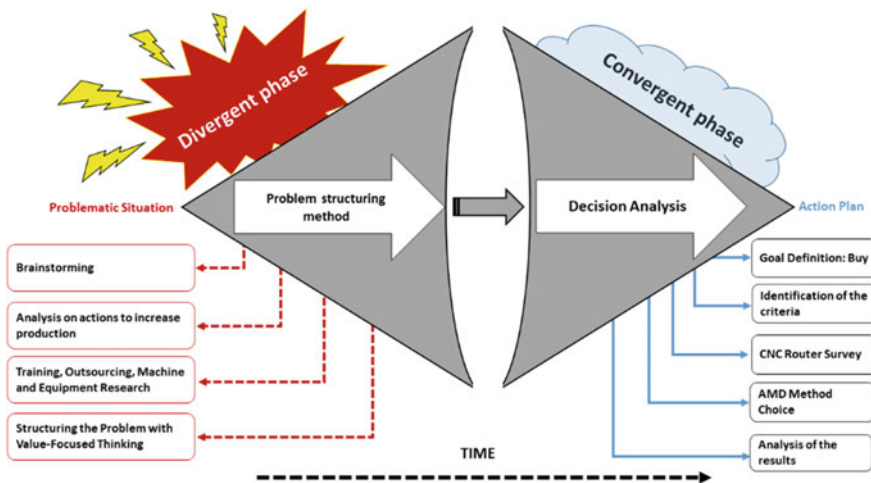 Divergent phase
Convergent phase
Problem structuring
method
Decision Analysis
Problematic Situation
Action Plan
Brainstorming
Analysis on actions to increase
production
Training, Outsourcing, Machine
and Equipment Research
Structuring the Problem with
Value-Focused Thinking
Goal Definition: Buy
Identification of the
criteria
CNC Router Survey
AMD Method
Choice
Analysis of the
results
TIME